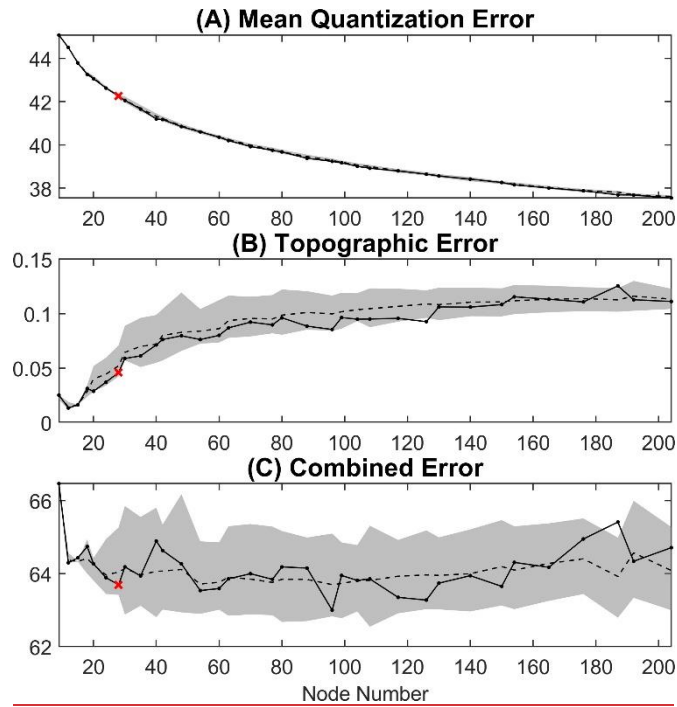 (A) Mean Quantization Error
44
42
40
38
20 40 60 80 100 120 140 160 180 200
(B) Topographic Error
0.15
0.1
0.05
0
20 40 60 80 100 120 140 160 180 200
(C) Combined Error
66
64
62
20 40 60 80 100 120 140 160 180 200
Node Number